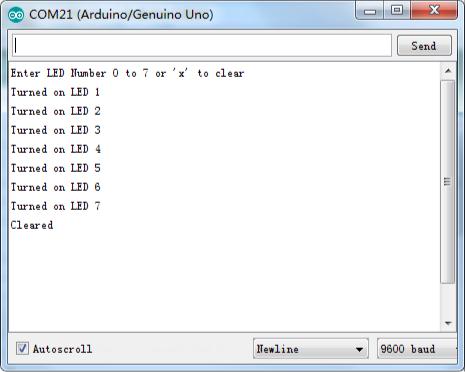 COM21 (Arduino/Genuino Uno)
Send
Enter LED Number 0 to 7 or 'x' to clear
Turned on LED 1
Turned on LED 2
Turned on LED 3
Turned on LED 4
Turned on LED 5
Turned on LED 6
Turned on LED 7
Cleared
Autoscroll
Newline
9600 baud